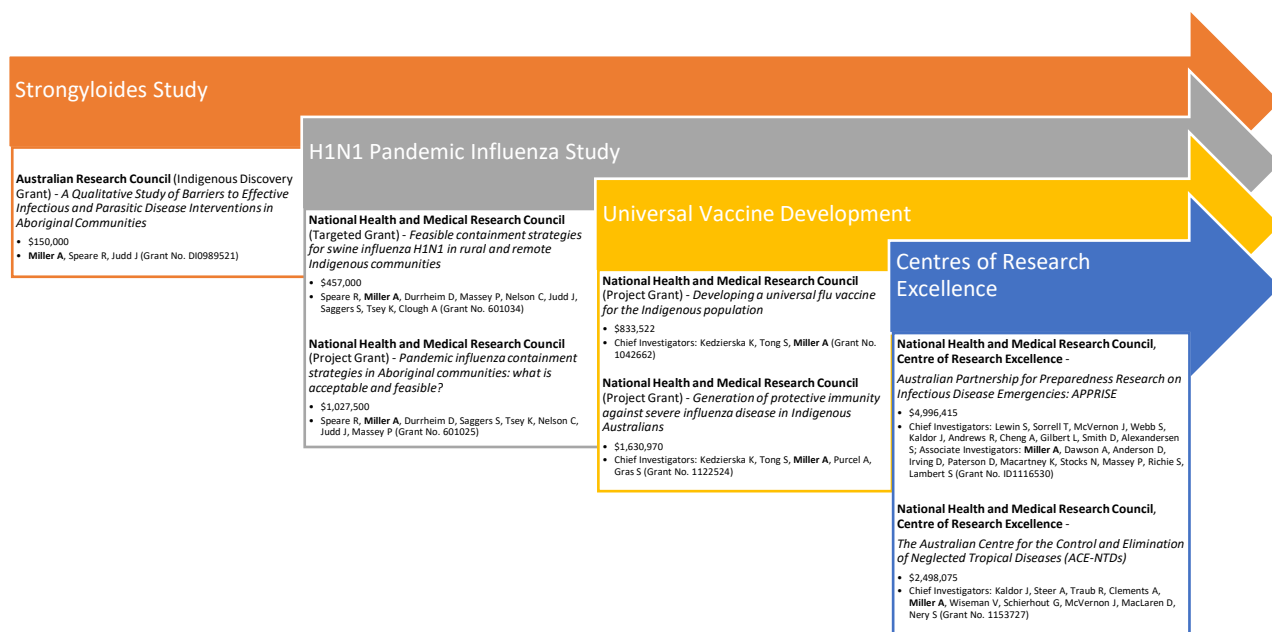 Strongyloides Study
Australian Research Council (Indigenous Discovery
Grant) - A Qualitative Study of Barriers to Effective
Infectious and Parasitic Disease Interventions in
Aboriginal Communities
• $150,000
• Miller A, Speare R, Judd J (Grant No. DI0989521)
H1N1 Pandemic Influenza Study
National Health and Medical Research Council
(Targeted Grant) - Feasible containment strategies
for swine influenza H1N1 in rural and remote
Indigenous communities
• $457,000
• Speare R, Miller A, Durrheim D, Massey P, Nelson C, Judd J,
Saggers S, Tsey K, Clough A (Grant No. 601034)
National Health and Medical Research Council
(Project Grant) - Pandemic influenza containment
strategies in Aboriginal communities: what is
acceptable and feasible?
• $1,027,500
• Speare R, Miller A, Durrheim D, Saggers S, Tsey K, Nelson C,
Judd J, Massey P (Grant No. 601025)
Universal Vaccine Development
National Health and Medical Research Council
(Project Grant) - Developing a universal flu vaccine
for the Indigenous population
• $833,522
• Chief Investigators: Kedzierska K, Tong S, Miller A (Grant No.
1042662)
National Health and Medical Research Council
(Project Grant) - Generation of protective immunity
against severe influenza disease in Indigenous
Australians
• $1,630,970
• Chief Investigators: Kedzierska K, Tong S, Miller A, Purcel A,
Gras S (Grant No. 1122524)
Centres of Research
Excellence
National Health and Medical Research Council,
Centre of Research Excellence -
Australian Partnership for Preparedness Research on
Infectious Disease Emergencies: APPRISE
• $4,996,415
• Chief Investigators: Lewin S, Sorrell T, McVernon J, Webb S,
Kaldor J, Andrews R, Cheng A, Gilbert L, Smith D, Alexandersen
S; Associate Investigators: Miller A, Dawson A, Anderson D,
Irving D, Paterson D, Macartney K, Stocks N, Massey P, Richie S,
Lambert S (Grant No. ID1116530)
National Health and Medical Research Council,
Centre of Research Excellence -
The Australian Centre for the Control and Elimination
of Neglected Tropical Diseases (ACE-NTDs)
• $2,498,075
• Chief Investigators: Kaldor J, Steer A, Traub R, Clements A,
Miller A, Wiseman V, Schierhout G, McVernon J, MacLaren D,
Nery S (Grant No. 1153727)